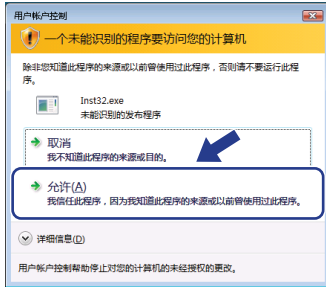 用户帐户控制
一个未能识别的程序要访问您的计算机
除非您知道此程序的来源或以前曾使用过此程序，否则请不要运行此程
序。
Inst32.exe
未能识别的发布程序
取消
我不知道此程序的来源或目的。
允许(A)
我信任此程序，因为我知道此程序的来源或以前曾使用过此程序。
详细信息(D)
用户帐户控制帮助停止对您的计算机的未经授权的更改。